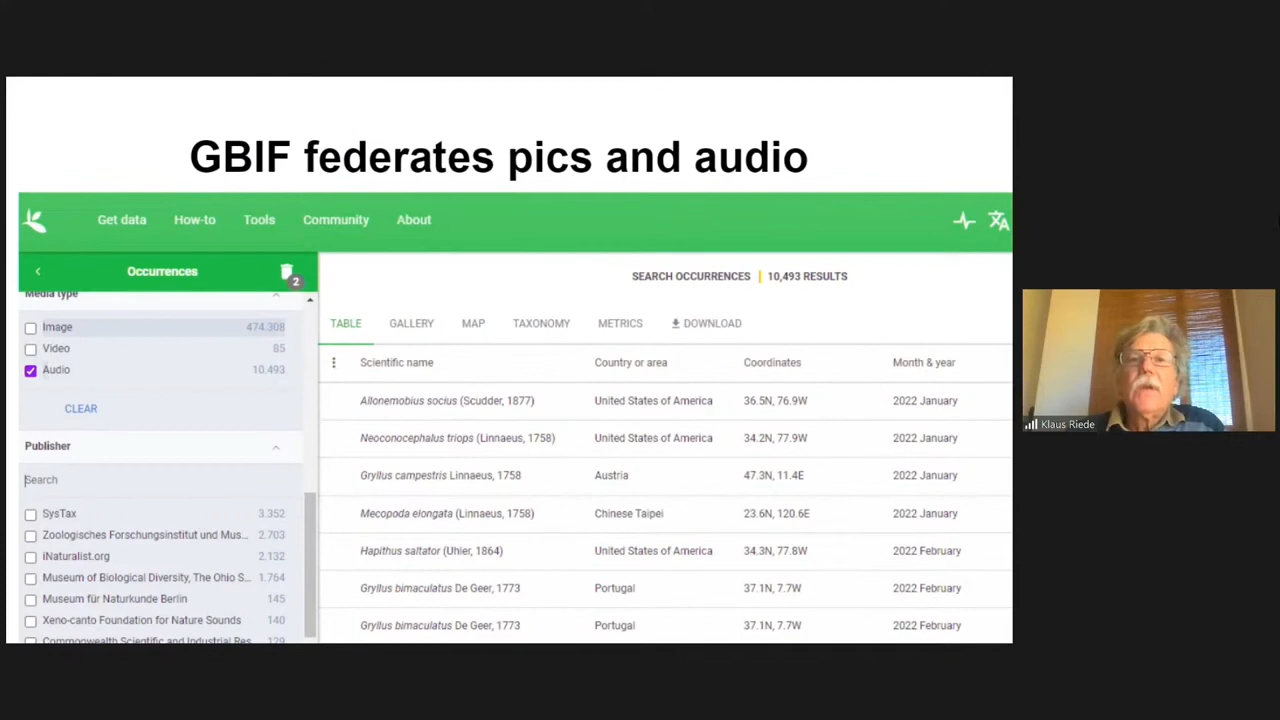 GBIF federates pics and audio
Get data How-to Tools Community About
Occurrences 2
SEARCH OCCURRENCES | 10,493 RESULTS
Media type
Image 474.308
Video 85
Audio 10.493
CLEAR
Publisher
Search
SysTax 3.352
Zoologisches Forschungsinstitut und Mus... 2.703
iNaturalist.org 2.132
Museum of Biological Diversity, The Ohio S... 1.764
Museum für Naturkunde Berlin 145
Xeno-canto Foundation for Nature Sounds 140
Commonwealth Scientific and Industrial Res 129
TABLE GALLERY MAP TAXONOMY METRICS DOWNLOAD
Scientific name Country or area Coordinates Month & year
Allonemobius socius (Scudder, 1877) United States of America 36.5N, 76.9W 2022 January
Neoconocephalus triops (Linnaeus, 1758) United States of America 34.2N, 77.9W 2022 January
Gryllus campestris Linnaeus, 1758 Austria 47.3N, 11.4E 2022 January
Mecopoda elongata (Linnaeus, 1758) Chinese Taipei 23.6N, 120.6E 2022 January
Hapithus saltator (Uhler, 1864) United States of America 34.3N, 77.8W 2022 February
Gryllus bimaculatus De Geer, 1773 Portugal 37.1N, 7.7W 2022 February
Gryllus bimaculatus De Geer, 1773 Portugal 37.1N, 7.7W 2022 February
Klaus Riede